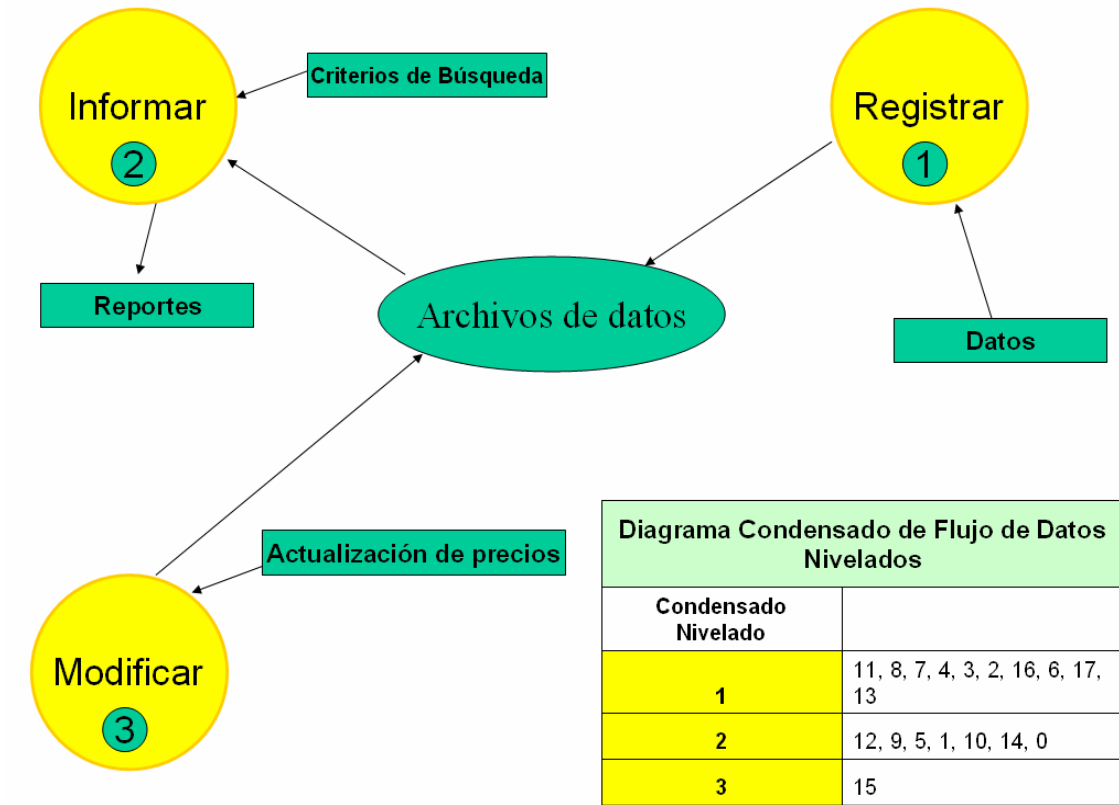 Informar
2
Criterios de Búsqueda
Registrar
1
Reportes
Archivos de datos
Datos
Actualización de precios
Modificar
3
Diagrama Condensado de Flujo de Datos
Nivelados
Condensado
Nivelado
1
11, 8, 7, 4, 3, 2, 16, 6, 17,
13
2
12, 9, 5, 1, 10, 14, 0
3
15